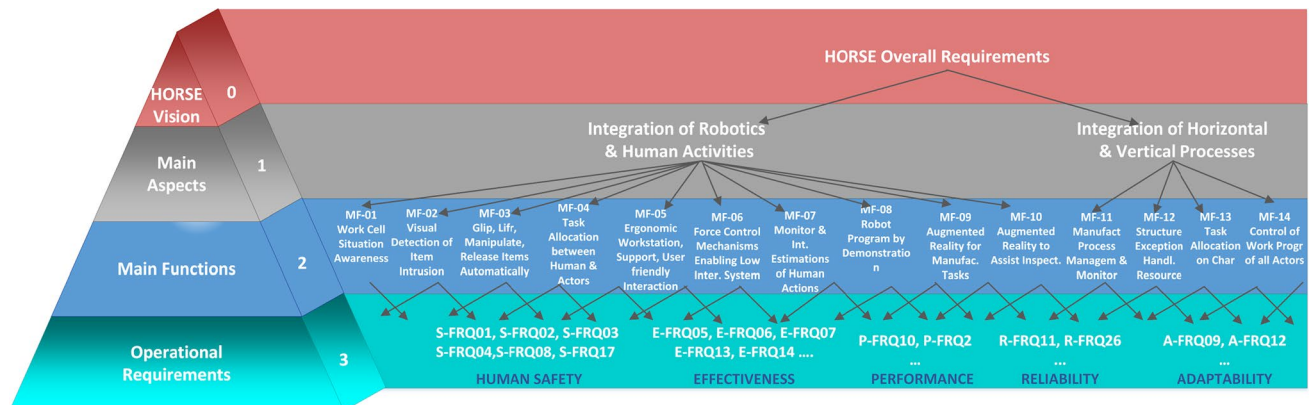 HORSE
Vision
0
HORSE Overall Requirements
Main
Aspects
1
Integration of Robotics
& Human Activities
Integration of Horizontal
& Vertical Processes
Main Functions
2
MF-01
Work Cell
Situation
Awareness
MF-02
Visual
Detection of
Item
Intrusion
MF-03
Glip, Lifr,
Manipulate,
Release Items
Automatically
MF-04
Task
Allocation
between
Human &
Actors
MF-05
Ergonomic
Workstation,
Support, User
friendly
Interaction
MF-06
Force Control
Mechanisms
Enabling Low
Inter. System
MF-07
Monitor &
Int.
Estimations
of Human
Actions
MF-08
Robot
Program by
Demonstratio
n
MF-09
Augmented
Reality for
Manufac.
Tasks
MF-10
Augmented
Reality to
Assist Inspect.
MF-11
Manufact
Process
Managem &
Monitor
MF-12
Structure
Exception
Handl.
Resource
MF-13
Task
Allocation
on Char
MF-14
Control of
Work Progr
of all Actors
Operational
Requirements
3
S-FRQ01, S-FRQ02, S-FRQ03
S-FRQ04,S-FRQ08, S-FRQ17
HUMAN SAFETY
E-FRQ05, E-FRQ06, E-FRQ07
E-FRQ13, E-FRQ14 ....
EFFECTIVENESS
P-FRQ10, P-FRQ2
...
PERFORMANCE
R-FRQ11, R-FRQ26
...
RELIABILITY
A-FRQ09, A-FRQ12
...
ADAPTABILITY